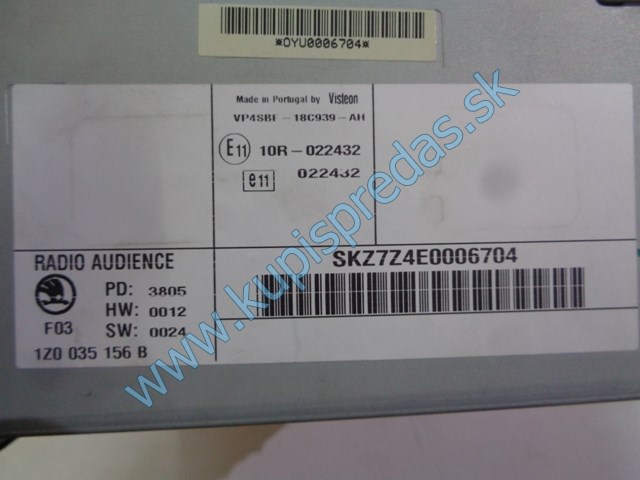 *OYU0006704*
Made in Portugal by Visteon
VP4SBF-18C939-AH
E11 10R-022432
e11 022432
RADIO AUDIENCE
SKZ7Z4E0006704
PD: 3805
HW: 0012
F03 SW: 0024
1Z0 035 156 B
www.kupispredas.sk